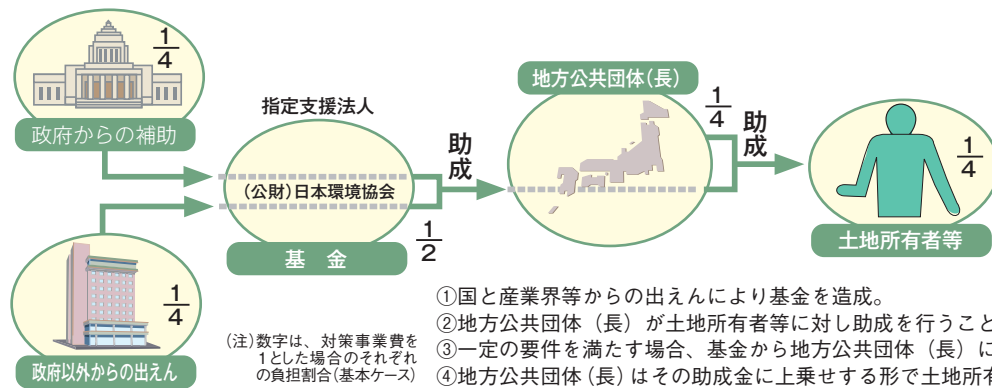 1/4
政府からの補助
指定支援法人
(公財)日本環境協会
基 金
助成
1/2
地方公共団体(長)
1/4
助成
1/4
土地所有者等
1/4
政府以外からの出えん
(注)数字は、対策事業費を
1とした場合のそれぞれ
の負担割合(基本ケース)
①国と産業界等からの出えんにより基金を造成。
②地方公共団体(長)が土地所有者等に対し助成を行うこと
③一定の要件を満たす場合、基金から地方公共団体(長)に
④地方公共団体(長)はその助成金に上乗せする形で土地所有